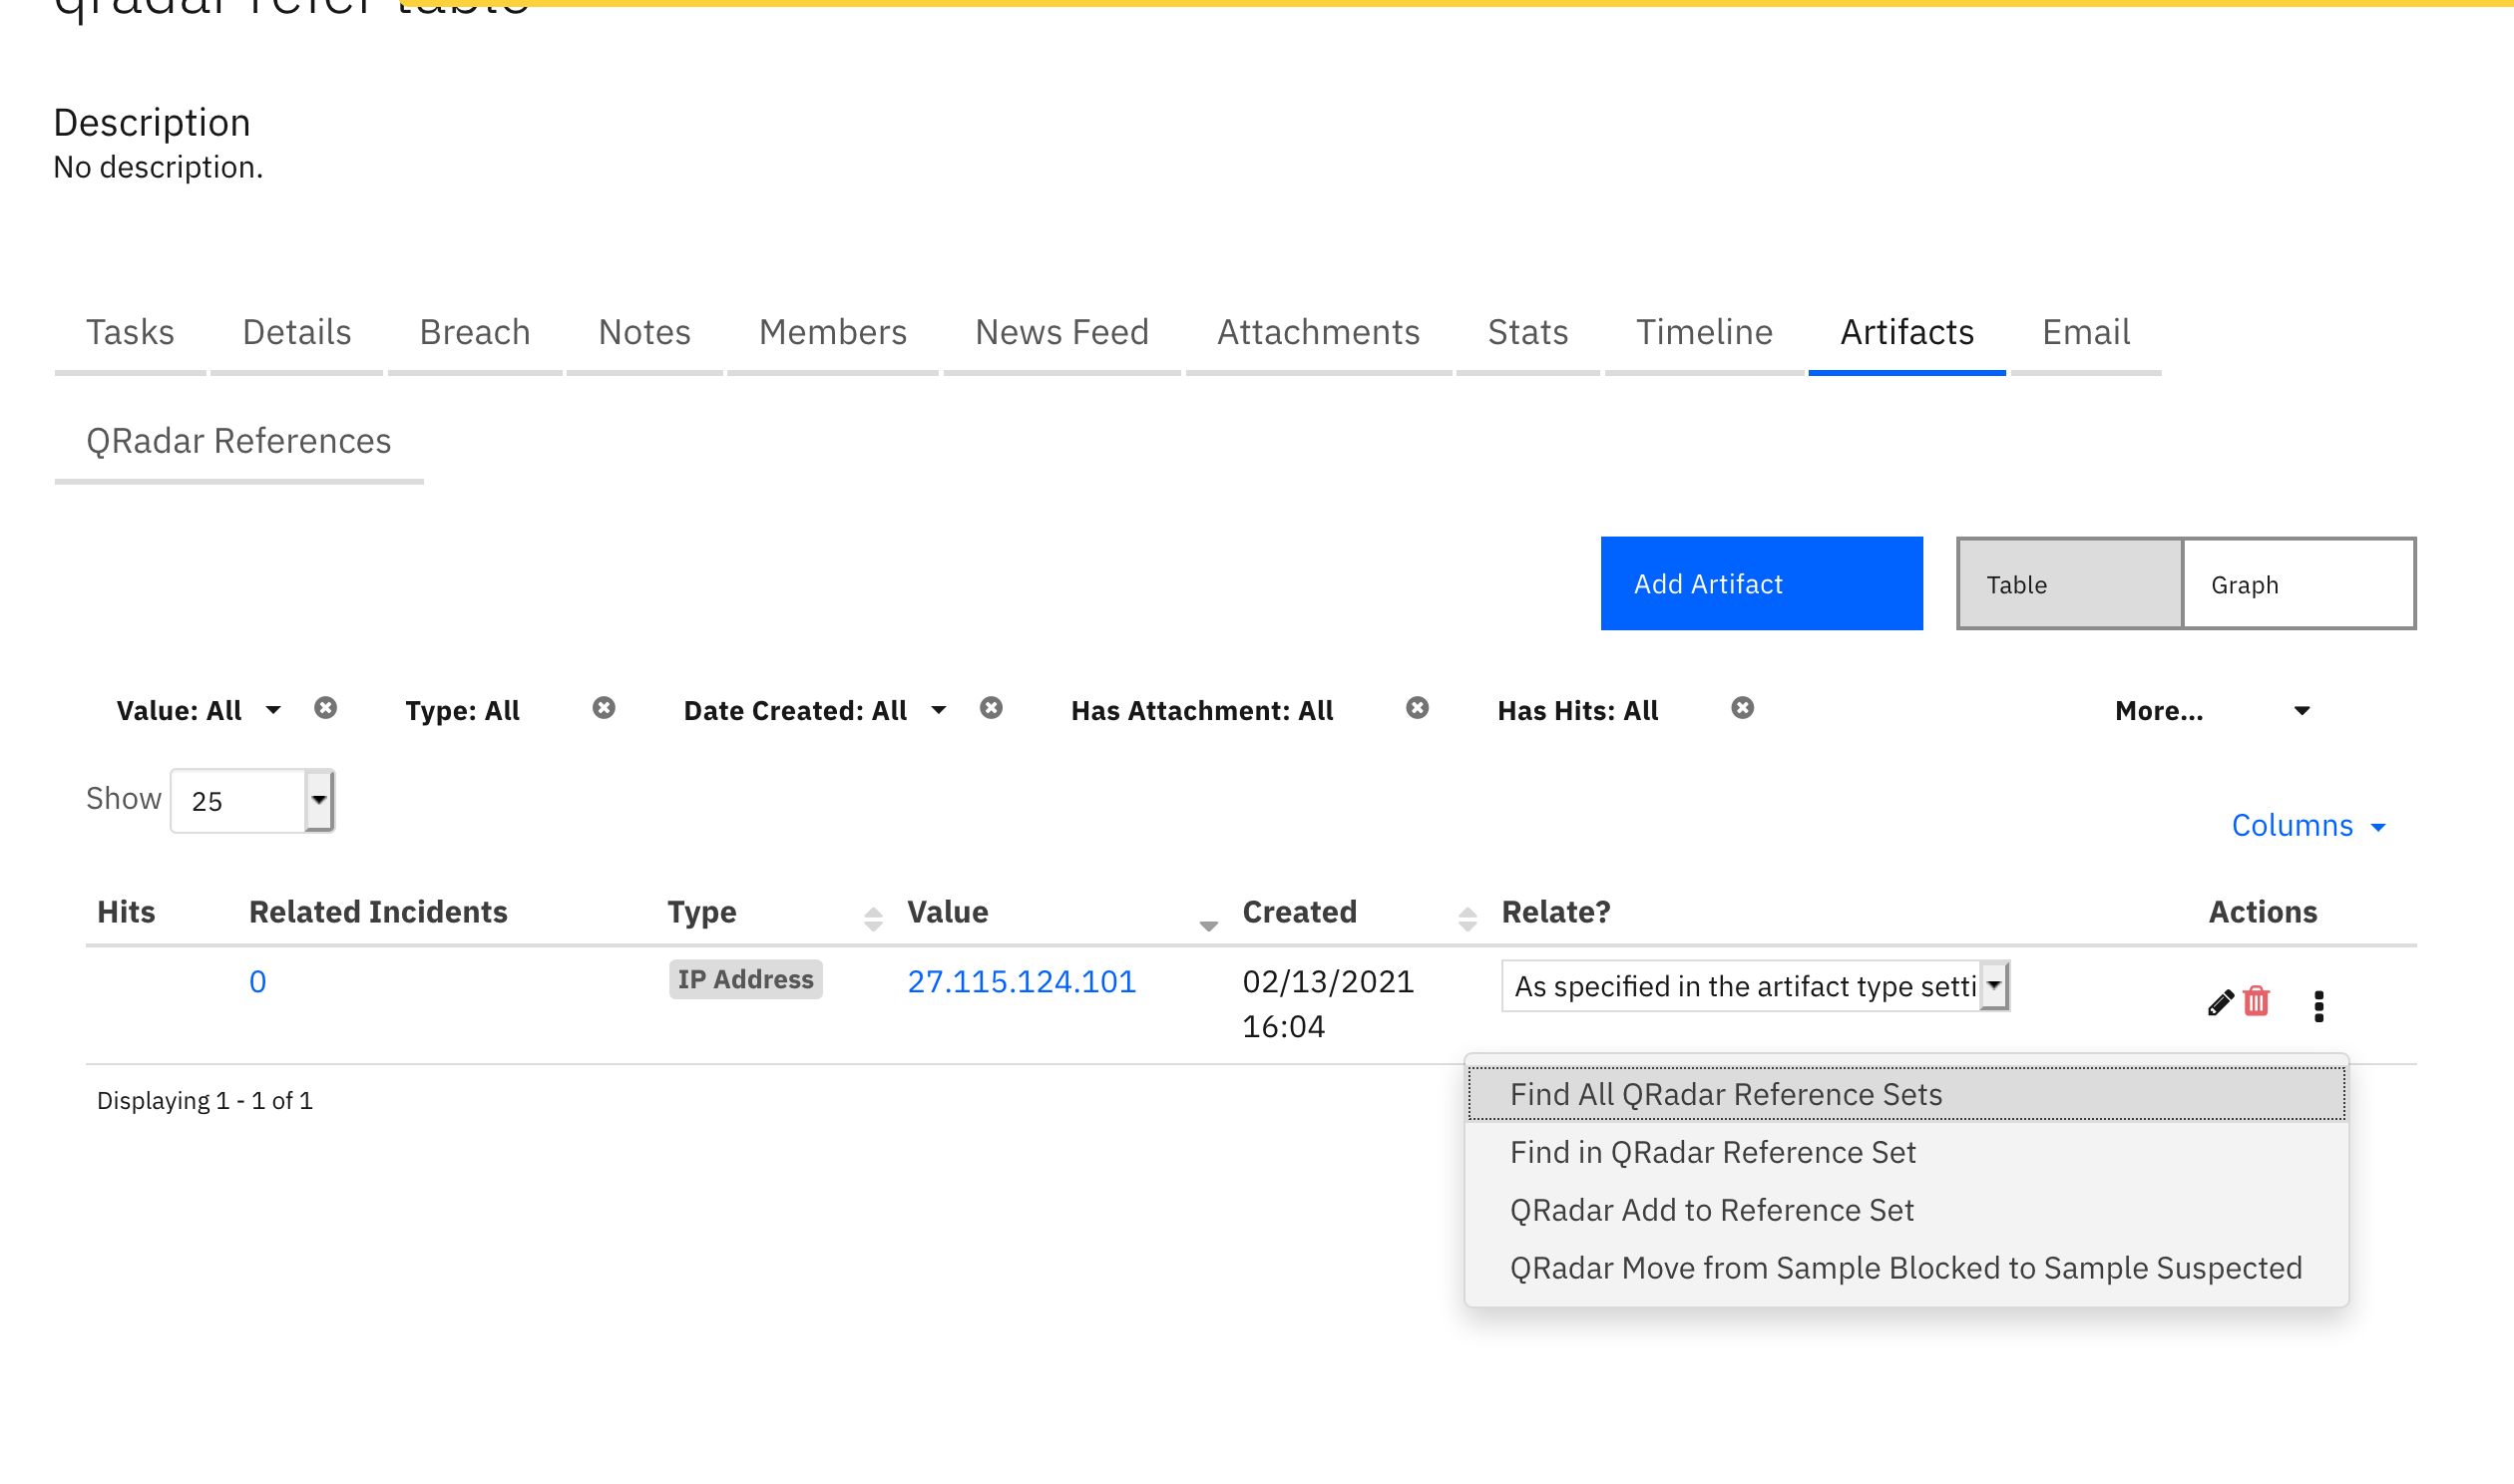 qradar refer table
Description
No description.
Tasks Details Breach Notes Members News Feed Attachments Stats Timeline Artifacts Email
QRadar References
Add Artifact Table Graph
Value: All Type: All Date Created: All Has Attachment: All Has Hits: All More...
Show 25
Columns
Hits Related Incidents Type Value Created Relate? Actions
0 IP Address 27.115.124.101 02/13/2021 As specified in the artifact type setti
16:04
Displaying 1 - 1 of 1
Find All QRadar Reference Sets
Find in QRadar Reference Set
QRadar Add to Reference Set
QRadar Move from Sample Blocked to Sample Suspected